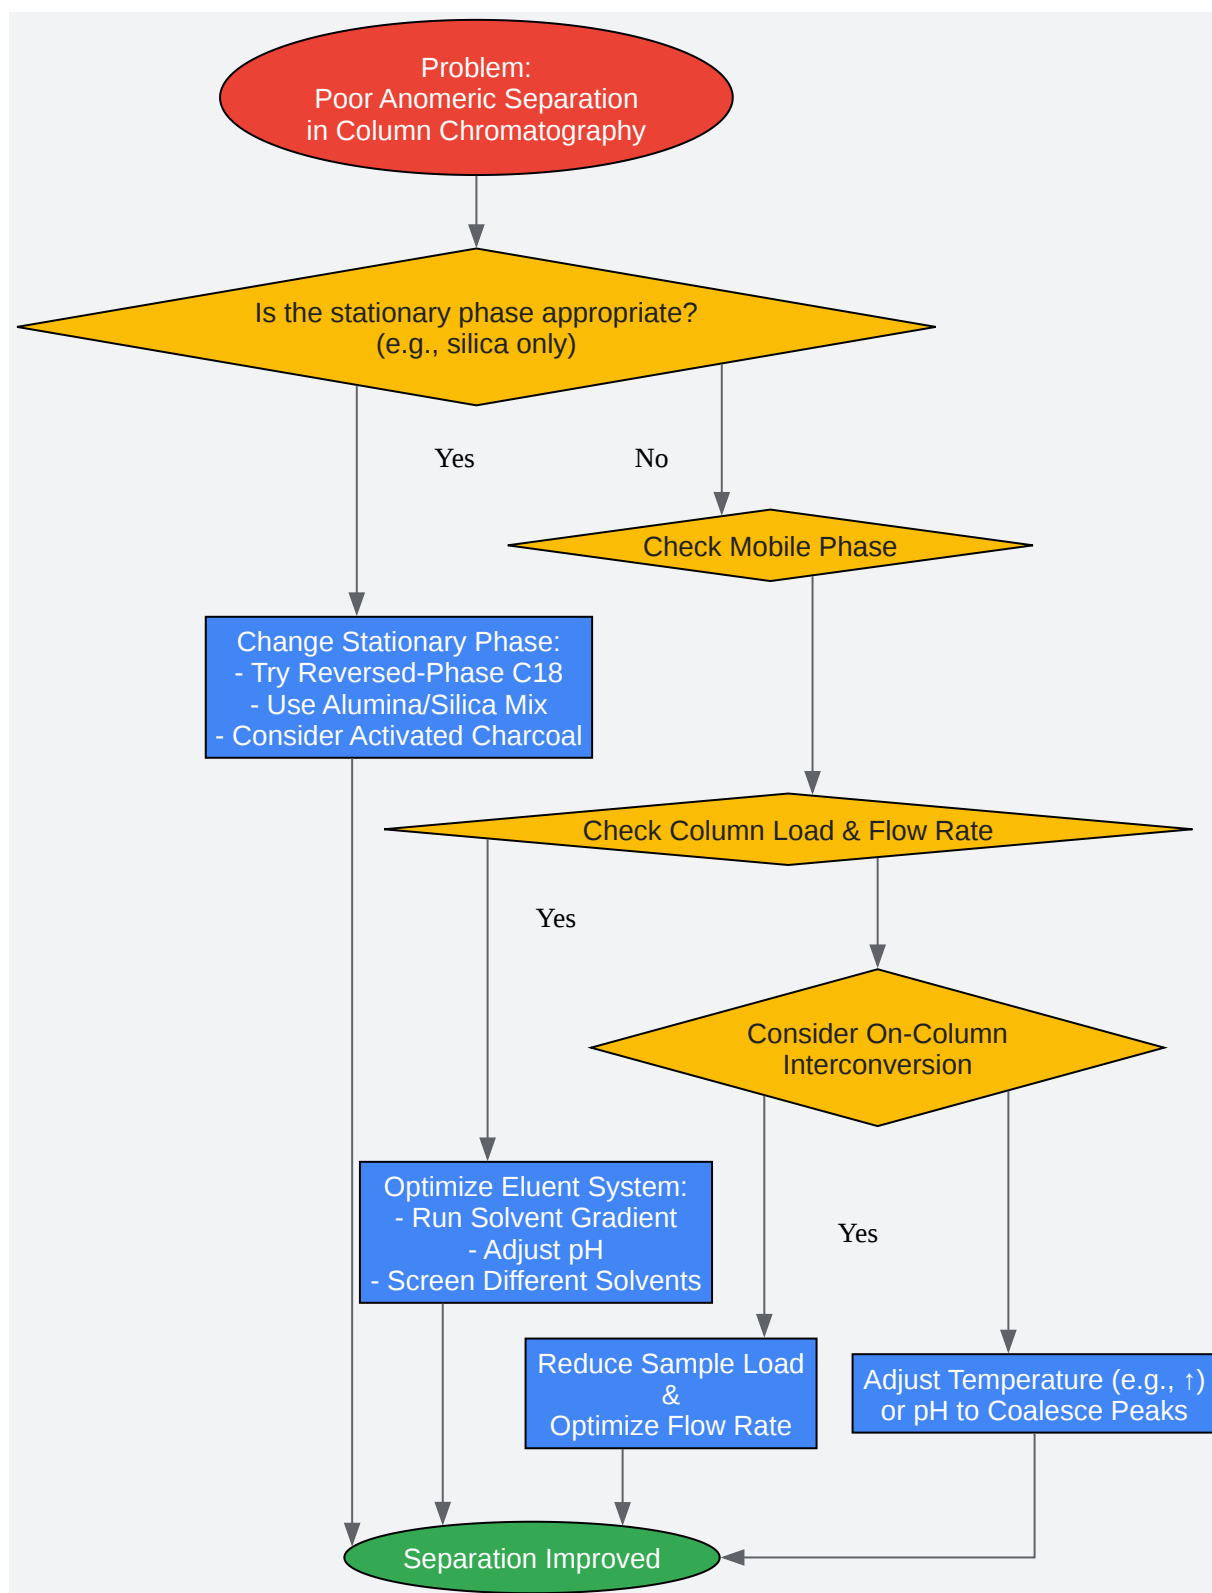 Problem:
Poor Anomeric Separation
in Column Chromatography
Is the stationary phase appropriate?
(e.g., silica only)
Yes
No
Check Mobile Phase
Change Stationary Phase:
- Try Reversed-Phase C18
- Use Alumina/Silica Mix
- Consider Activated Charcoal
Check Column Load & Flow Rate
Yes
Consider On-Column
Interconversion
Optimize Eluent System:
- Run Solvent Gradient
- Adjust pH
- Screen Different Solvents
Yes
Reduce Sample Load
&
Optimize Flow Rate
Adjust Temperature (e.g., ↑)
or pH to Coalesce Peaks
Separation Improved